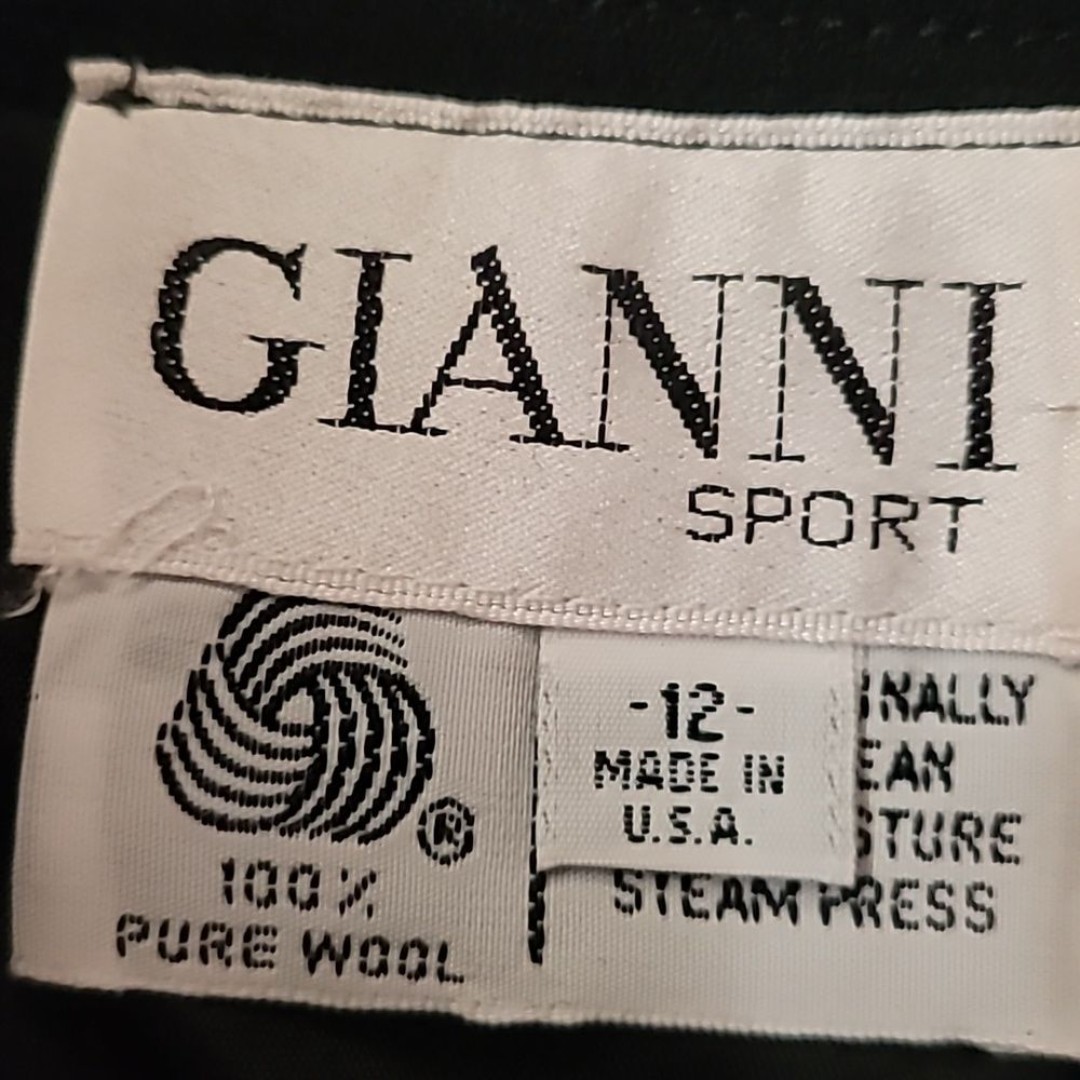 GIANNI
SPORT
®
100%
PURE WOOL
-12-
MADE IN
U.S.A.
STEAM PRESS